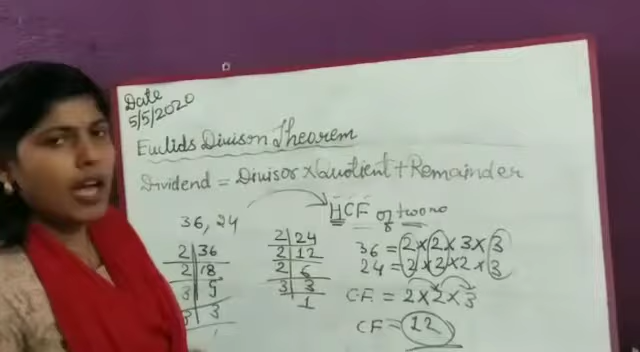 Date
5/5/2020
Euclids Divison Thearem
Dividend = Divisor × Quotient + Remainder
36, 24
HCF of two no
2 | 36
2 | 18
3 | 9
3 | 3
2 | 24
2 | 12
2 | 6
3 | 3
1
36 = 2×2×3×3
24 = 2×2×2×3
CF = 2×2×3
CF = 12